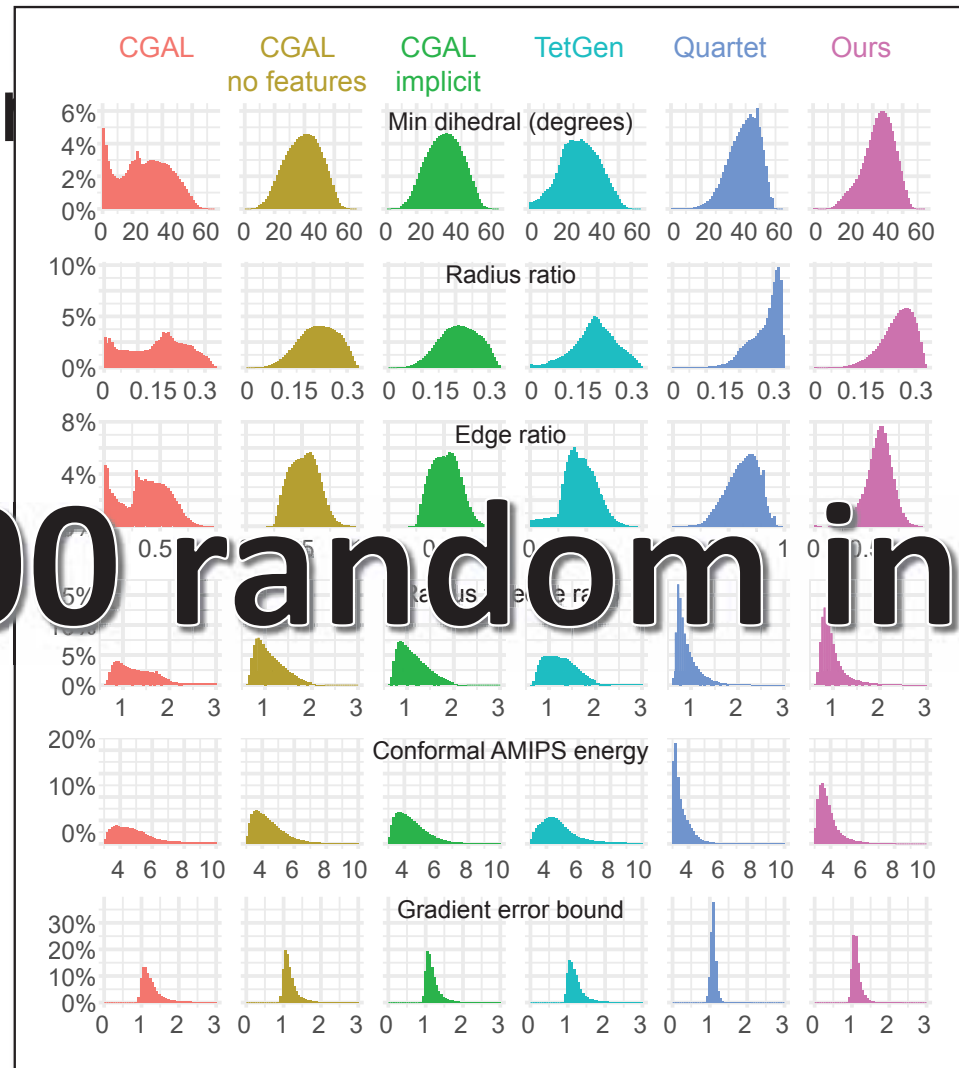 CGAL CGAL CGAL TetGen Quartet Ours
no features implicit
Min dihedral (degrees)
6%
4%
2%
0%
0 20 40 60 0 20 40 60 0 20 40 60 0 20 40 60 0 20 40 60 0 20 40 60
Radius ratio
10%
5%
0%
0 0.15 0.3 0 0.15 0.3 0 0.15 0.3 0 0.15 0.3 0 0.15 0.3 0 0.15 0.3
Edge ratio
8%
4%
0.5 1
00 random in
5%
0%
1 2 3 1 2 3 1 2 3 1 2 3 1 2 3 1 2 3
Conformal AMIPS energy
20%
10%
0%
4 6 8 10 4 6 8 10 4 6 8 10 4 6 8 10 4 6 8 10 4 6 8 10
Gradient error bound
30%
20%
10%
0%
0 1 2 3 0 1 2 3 0 1 2 3 0 1 2 3 0 1 2 3 0 1 2 3